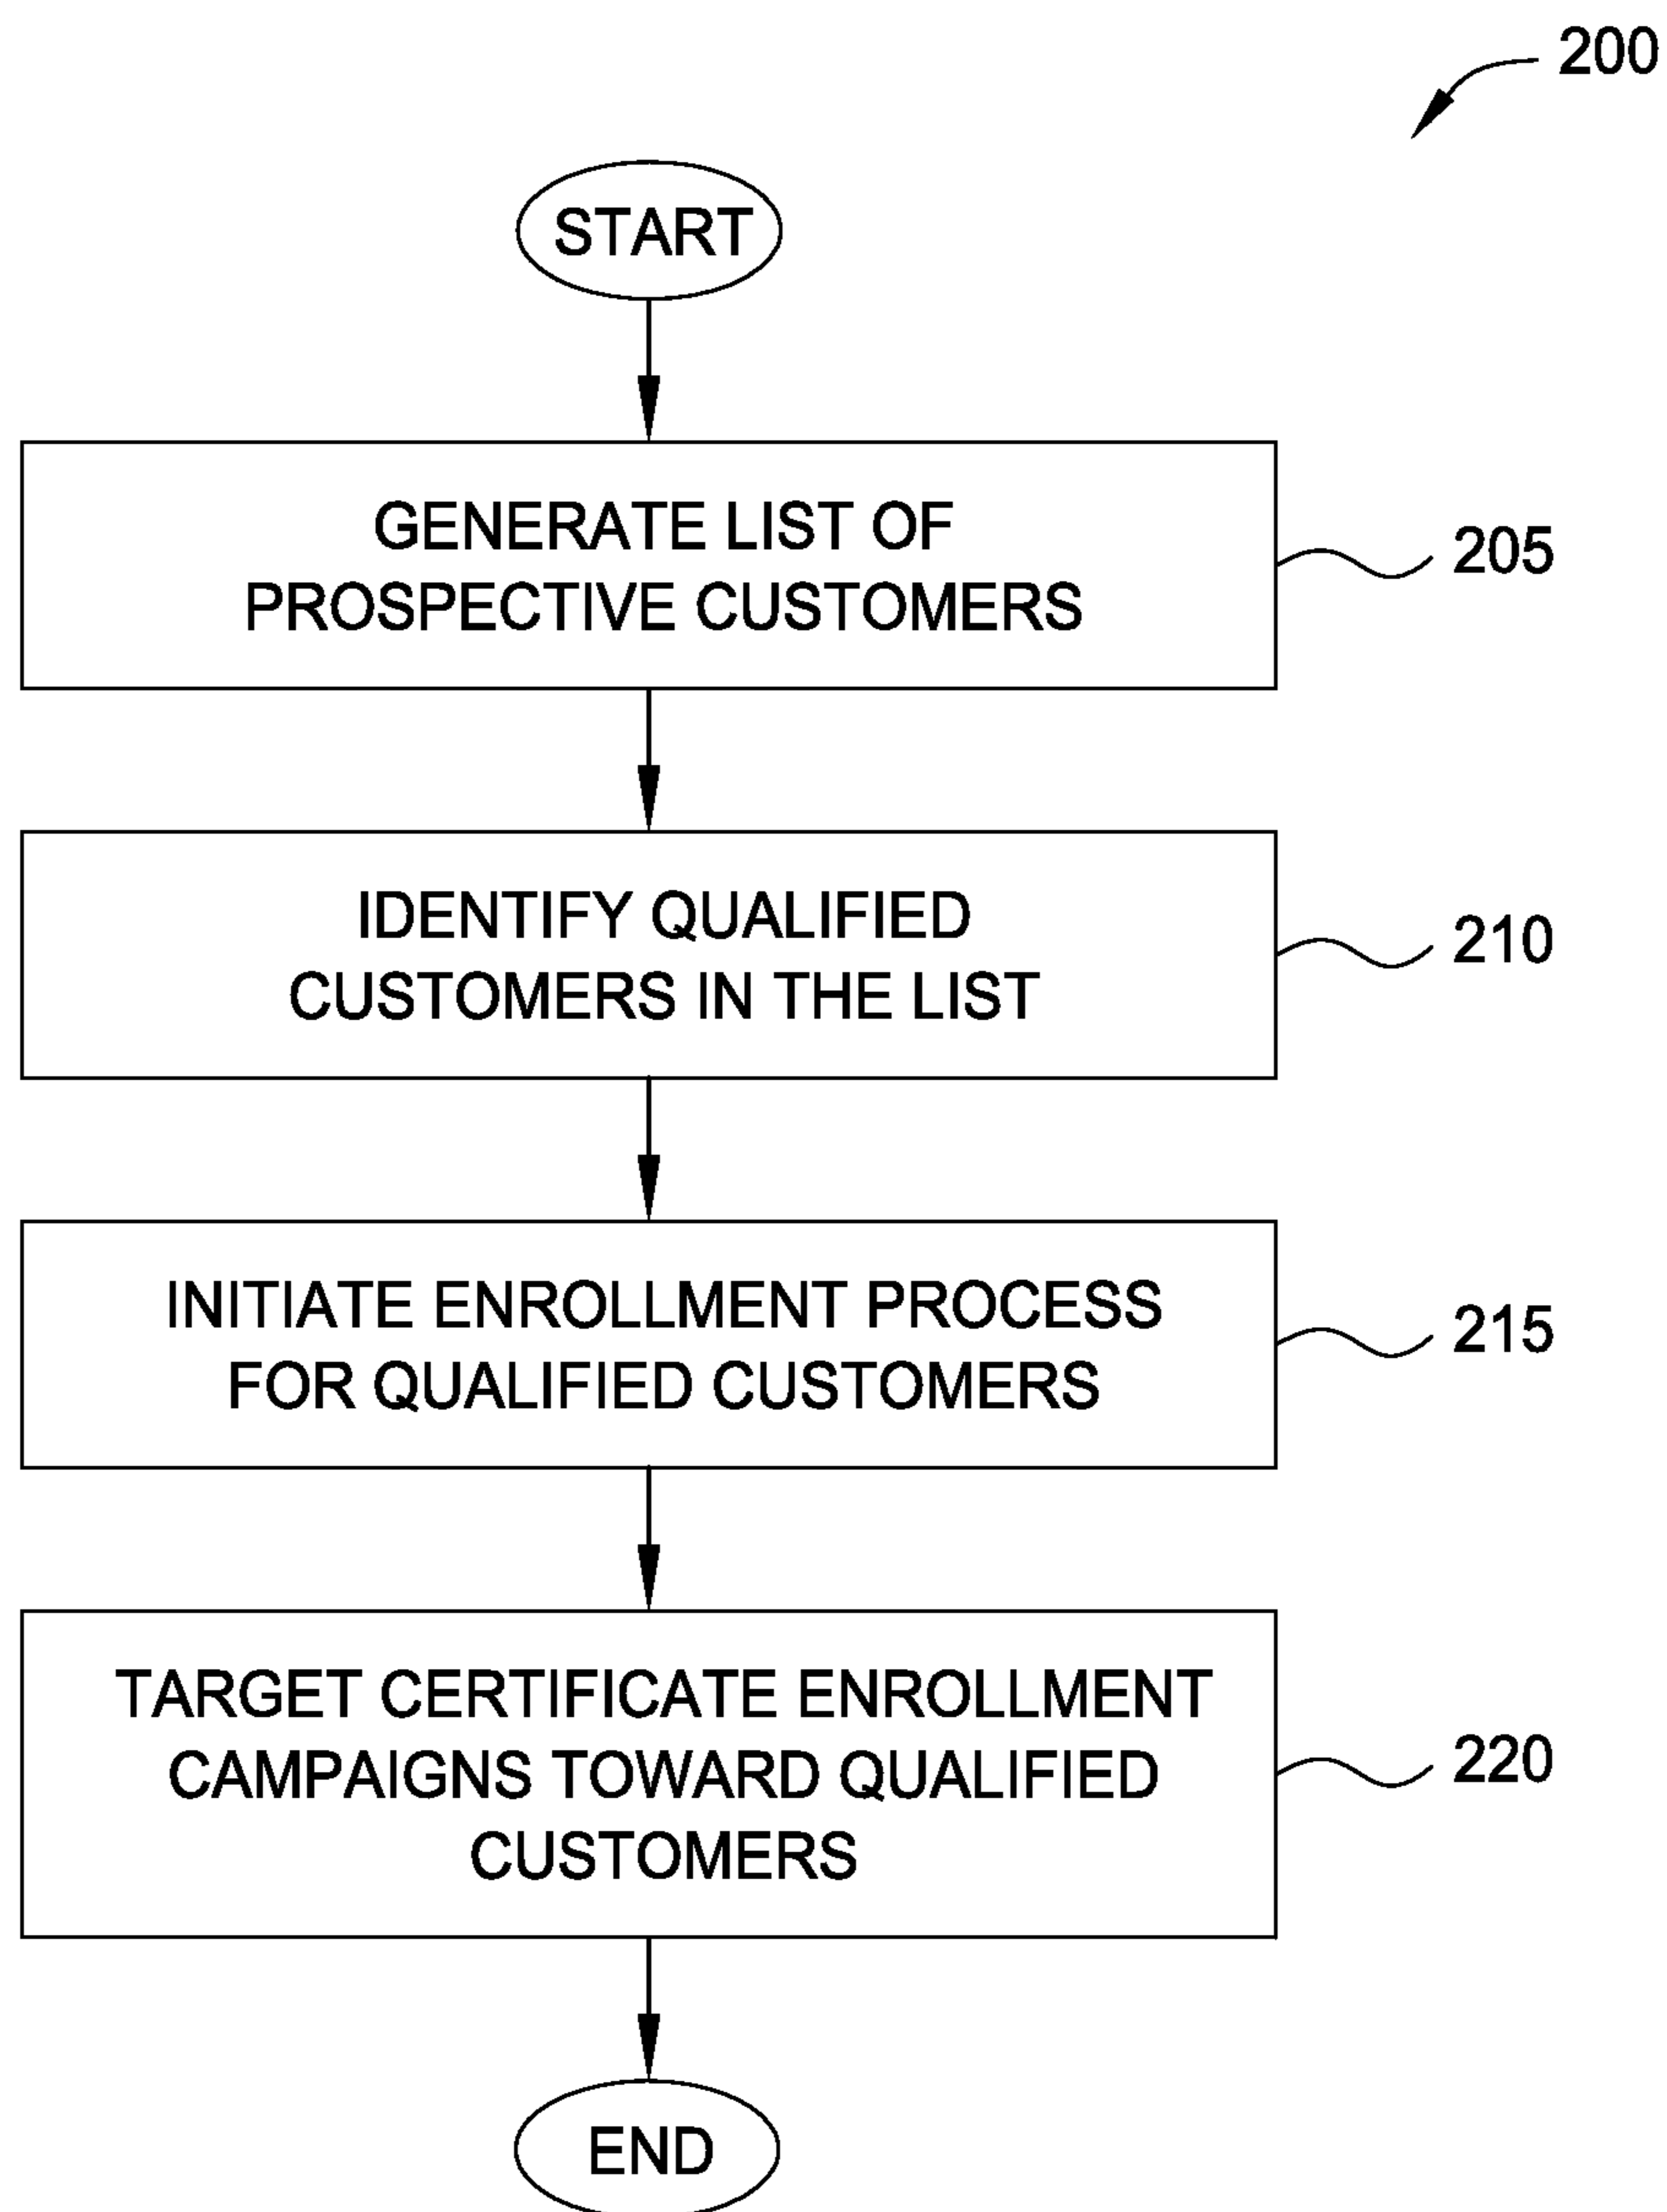 200
START
GENERATE LIST OF
PROSPECTIVE CUSTOMERS
205
IDENTIFY QUALIFIED
CUSTOMERS IN THE LIST
210
INITIATE ENROLLMENT PROCESS
FOR QUALIFIED CUSTOMERS
215
TARGET CERTIFICATE ENROLLMENT
CAMPAIGNS TOWARD QUALIFIED
CUSTOMERS
220
END